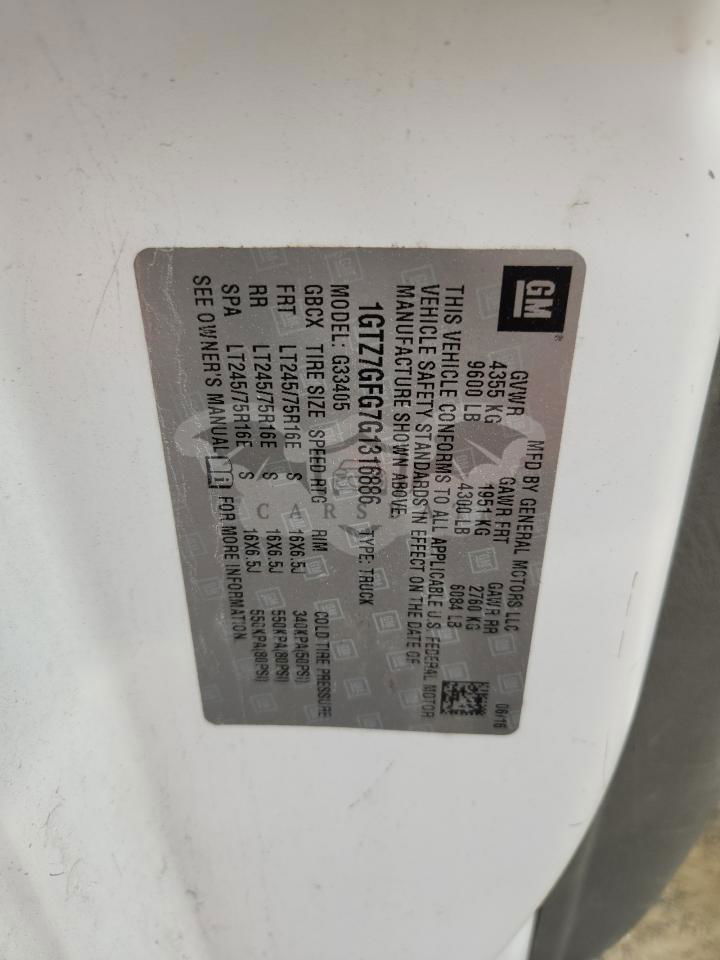 GM
MFD BY GENERAL MOTORS LLC 06/16
GVWR GAWR FRT GAWR RR
4355 KG 1951 KG 2760 KG
9600 LB 4300 LB 6084 LB
THIS VEHICLE CONFORMS TO ALL APPLICABLE U.S. FEDERAL MOTOR
VEHICLE SAFETY STANDARDS IN EFFECT ON THE DATE OF
MANUFACTURE SHOWN ABOVE.
1GTZ7GFG7G1316886 TYPE: TRUCK
MODEL: G33405
GBCX TIRE SIZE SPEED RTG RIM COLD TIRE PRESSURE
FRT LT245/75R16E S 16X6.5J 340KPA(50PSI)
RR LT245/75R16E S 16X6.5J 550KPA(80PSI)
SPA LT245/75R16E S 16X6.5J 550KPA(80PSI)
SEE OWNER'S MANUAL FOR MORE INFORMATION